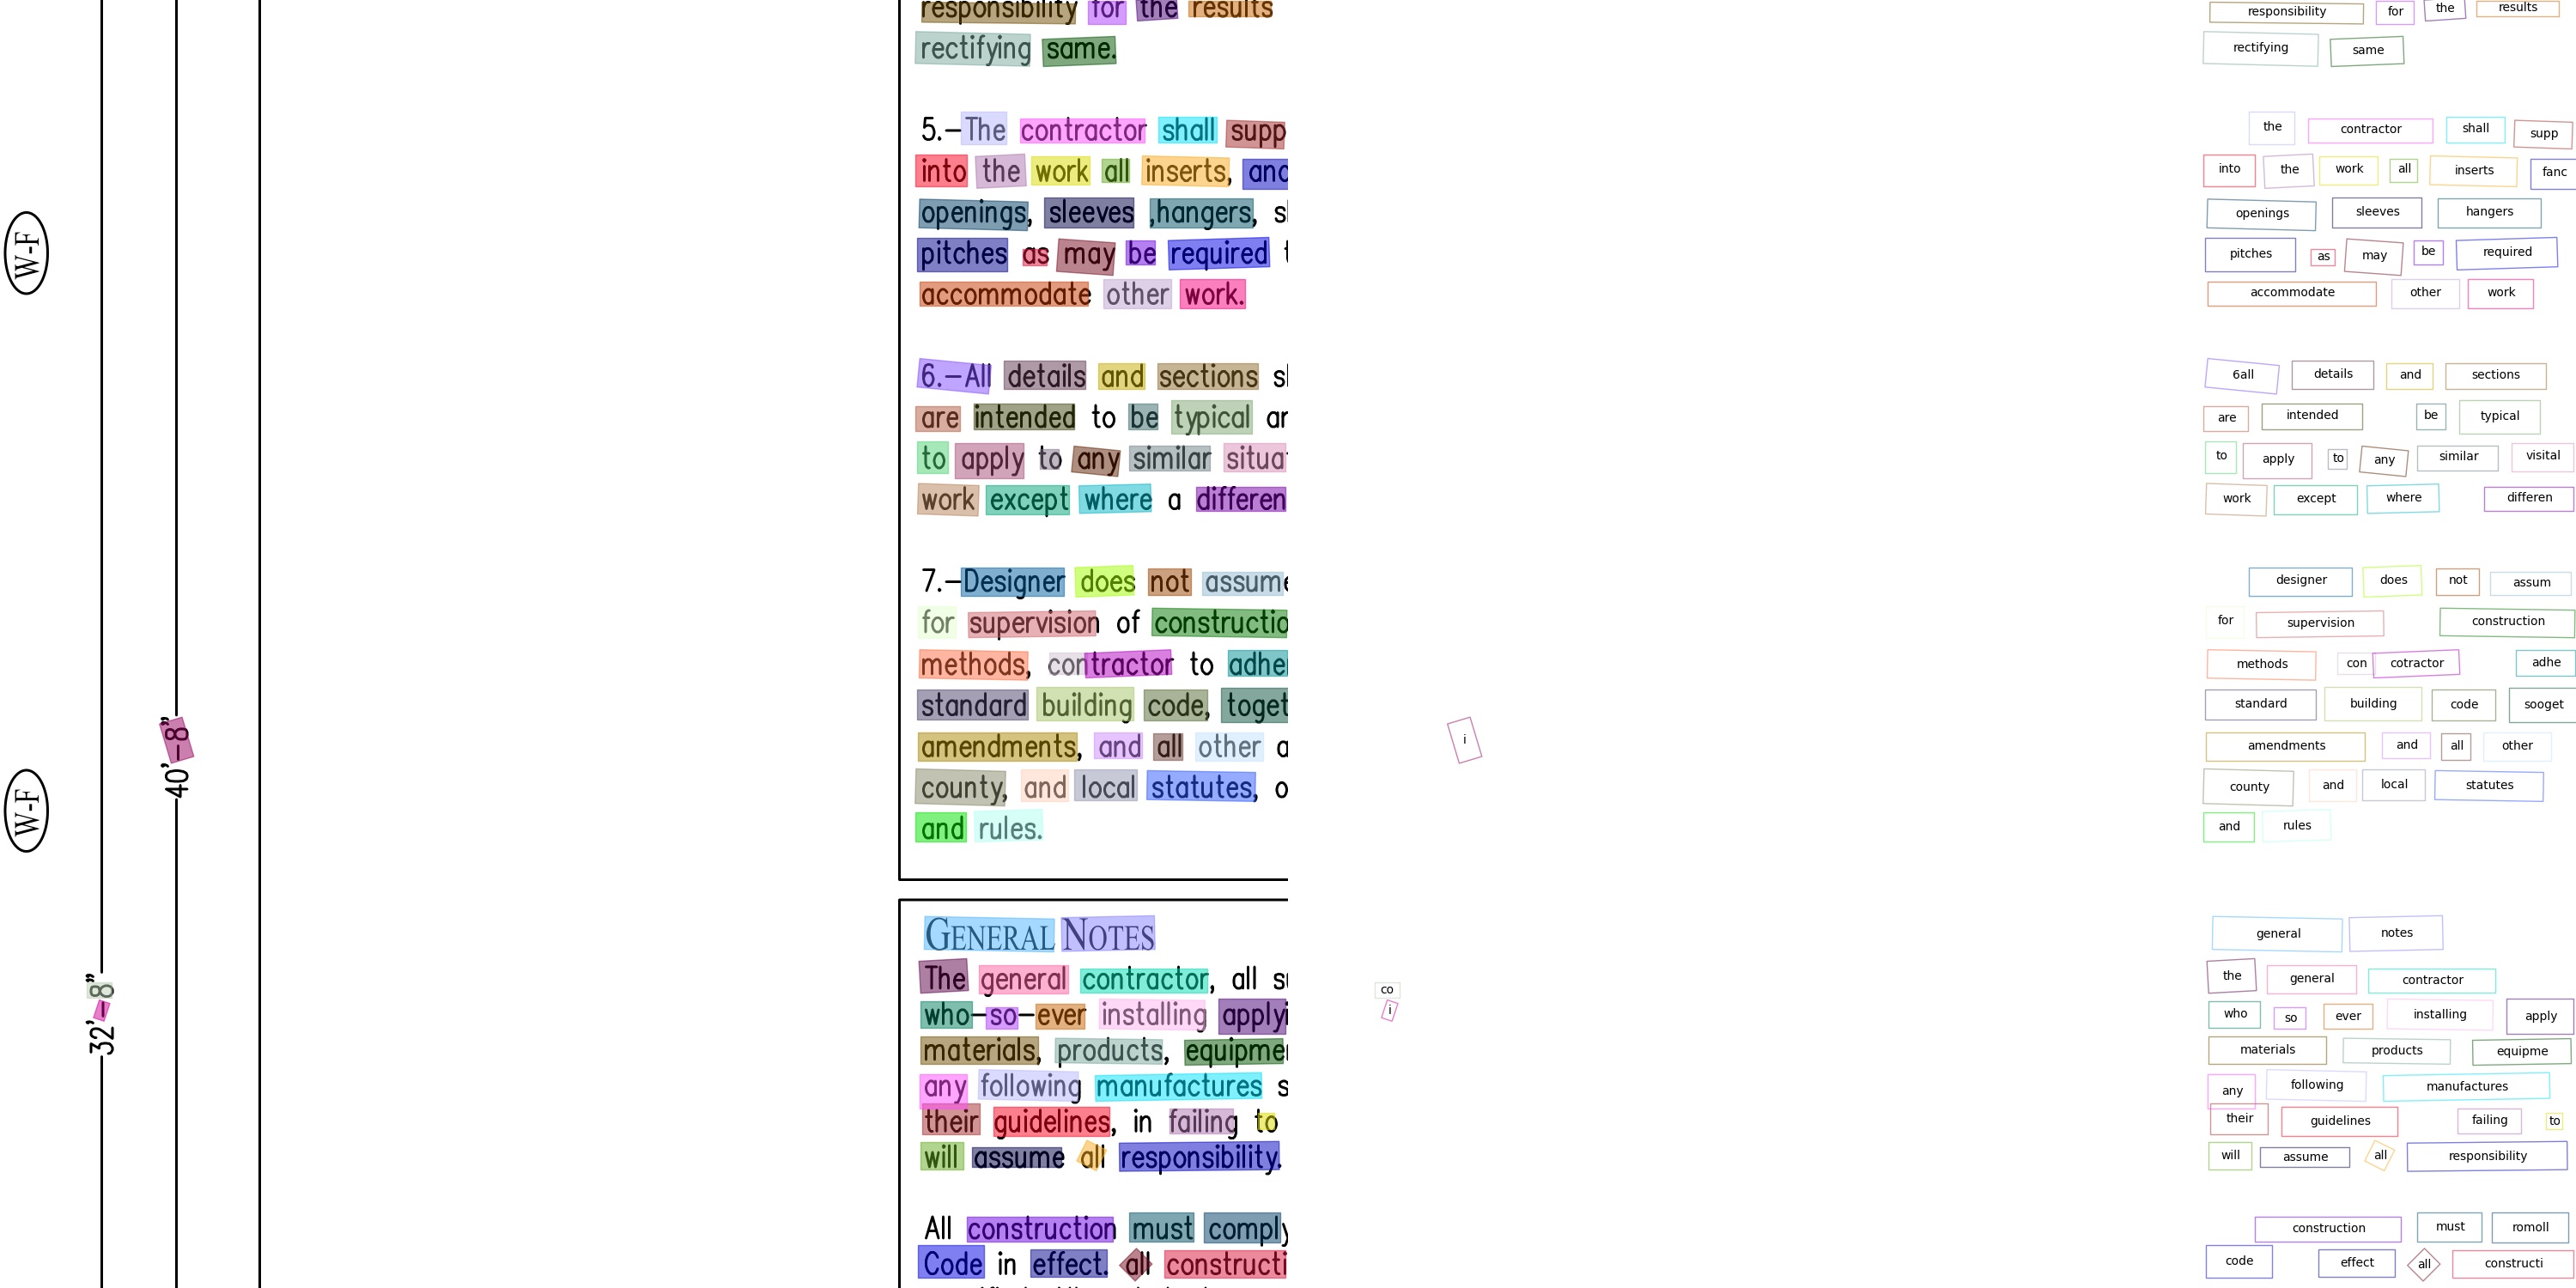 W-F
W-F
32'-8"
40'-8"
responsibility for the results
rectifying same.
5.-The contractor shall supp
into the work all inserts, and
openings, sleeves ,hangers, s
pitches as may be required t
accommodate other work.
6.-All details and sections s
are intended to be typical ar
to apply to any similar situa
work except where a differen
7.-Designer does not assume
for supervision of constructio
methods, contractor to adhe
standard building code, toget
amendments, and all other a
county, and local statutes, o
and rules.
GENERAL NOTES
The general contractor, all su
who-so-ever installing applyi
materials, products, equipme
any following manufactures s
their guidelines, in failing to
will assume all responsibility.
All construction must comply
Code in effect. all constructi
i
co
i
responsibility for the results
rectifying same
the contractor shall supp
into the work all inserts fanc
openings sleeves hangers
pitches as may be required
accommodate other work
6all details and sections
are intended be typical
to apply to any similar visital
work except where differen
designer does not assum
for supervision construction
methods con cotractor adhe
standard building code sooget
amendments and all other
county and local statutes
and rules
general notes
the general contractor
who so ever installing apply
materials products equipme
any following manufactures
their guidelines failing to
will assume all responsibility
construction must romoll
code effect all constructi